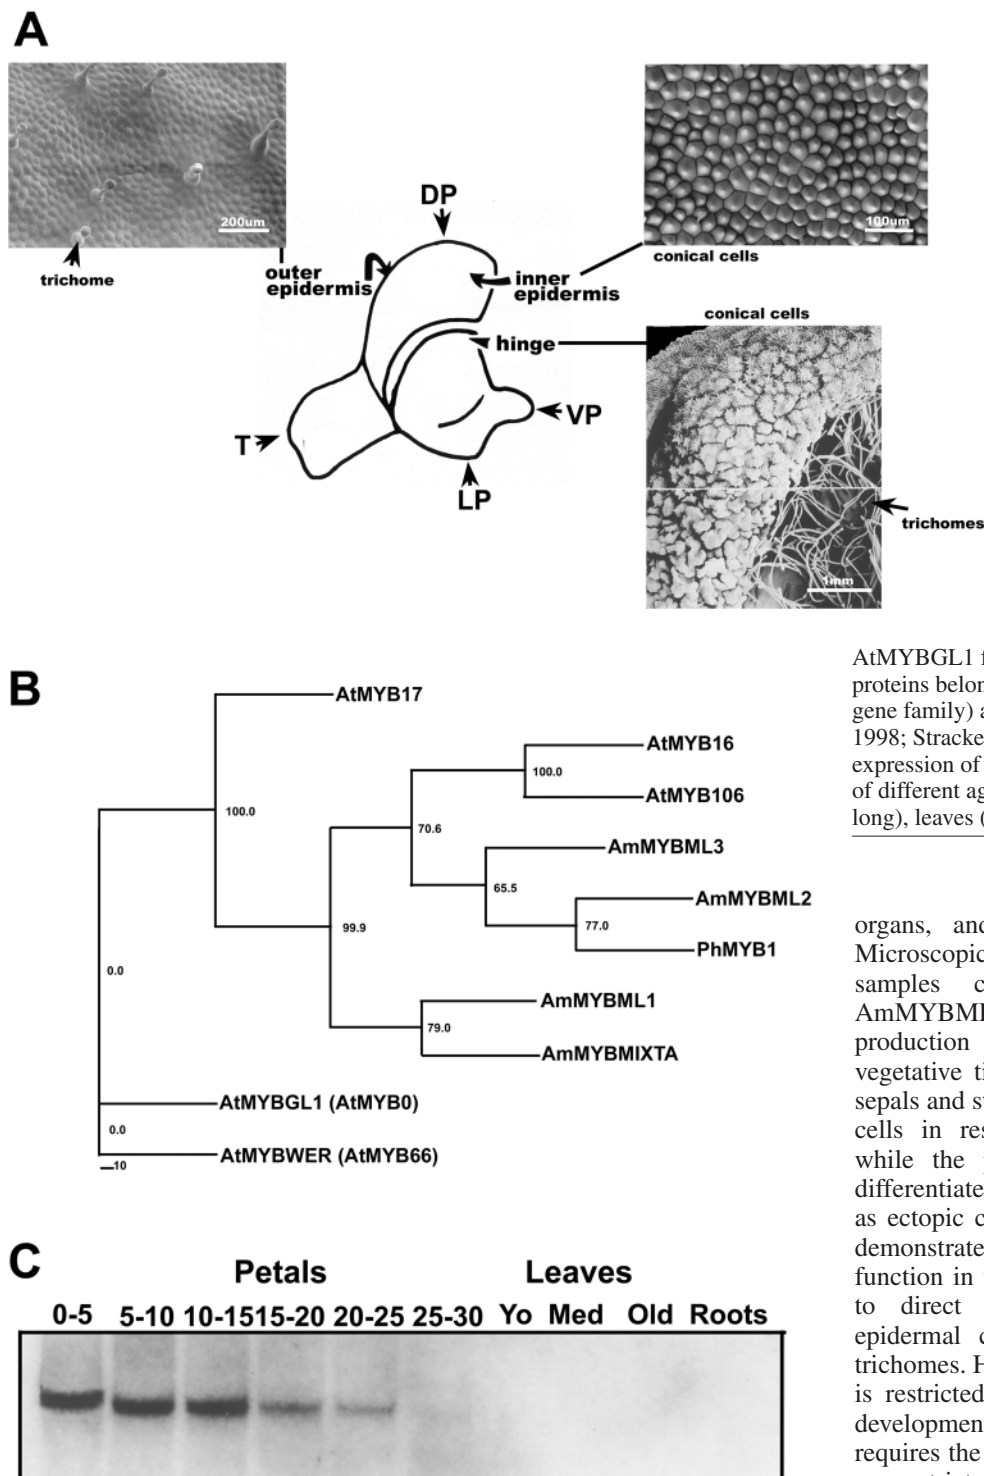 A
200um
trichome
outer
epidermis
DP
inner
epidermis
hinge
T
VP
LP
100um
conical cells
conical cells
trichomes
1mm
B
AtMYB17
AtMYB16
100.0
AtMYB106
100.0
70.6
AmMYBML3
65.5
AmMYBML2
77.0
PhMYB1
99.9
0.0
AmMYBML1
79.0
AmMYBMIXTA
AtMYBGL1 (AtMYB0)
0.0
AtMYBWER (AtMYB66)
10
C
Petals Leaves
0-5 5-10 10-15 15-20 20-25 25-30 Yo Med Old Roots
AtMYBGL1 f
proteins belon
gene family) a
1998; Stracke
expression of
of different ag
long), leaves (
organs, and
Microscopic
samples c
AmMYBMI
production
vegetative ti
sepals and st
cells in res
while the
differentiate
as ectopic c
demonstrate
function in
to direct
epidermal c
trichomes. H
is restricted
developmen
requires the